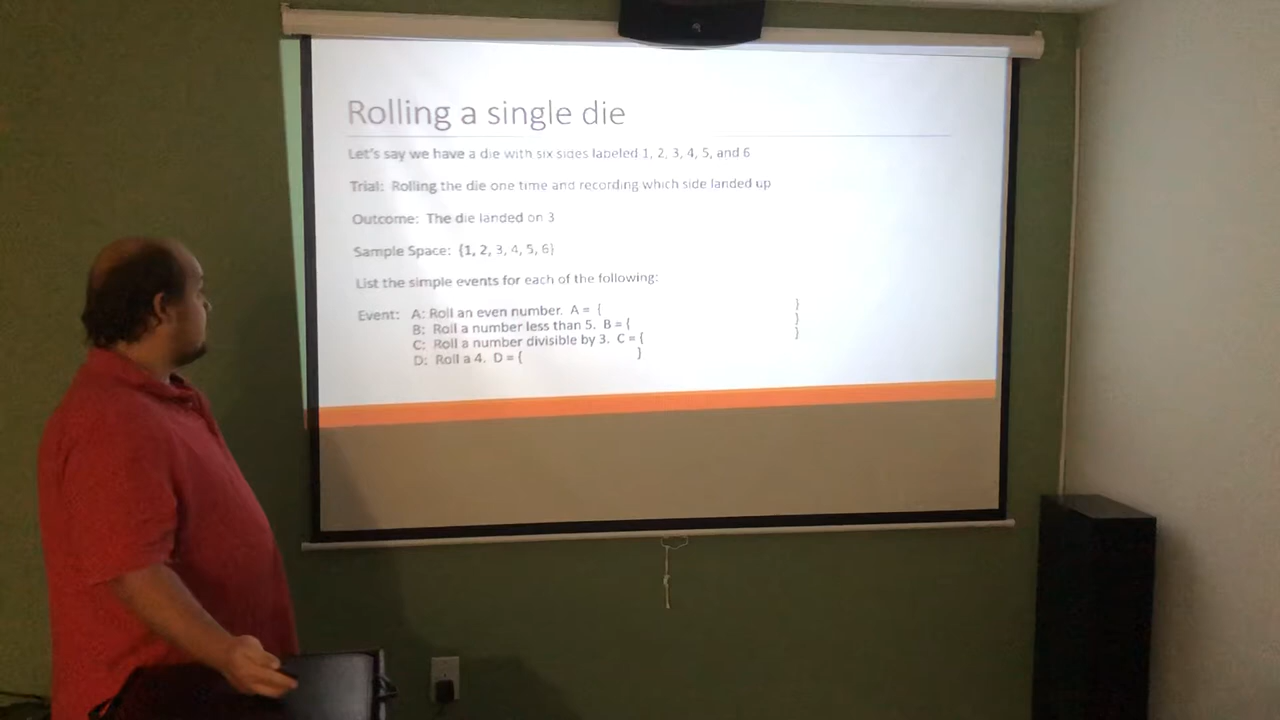 Rolling a single die
Let's say we have a die with six sides labeled 1, 2, 3, 4, 5, and 6
Trial: Rolling the die one time and recording which side landed up
Outcome: The die landed on 3
Sample Space: {1, 2, 3, 4, 5, 6}
List the simple events for each of the following:
Event: A: Roll an even number. A = { }
B: Roll a number less than 5. B = { }
C: Roll a number divisible by 3. C = { }
D: Roll a 4. D = { }